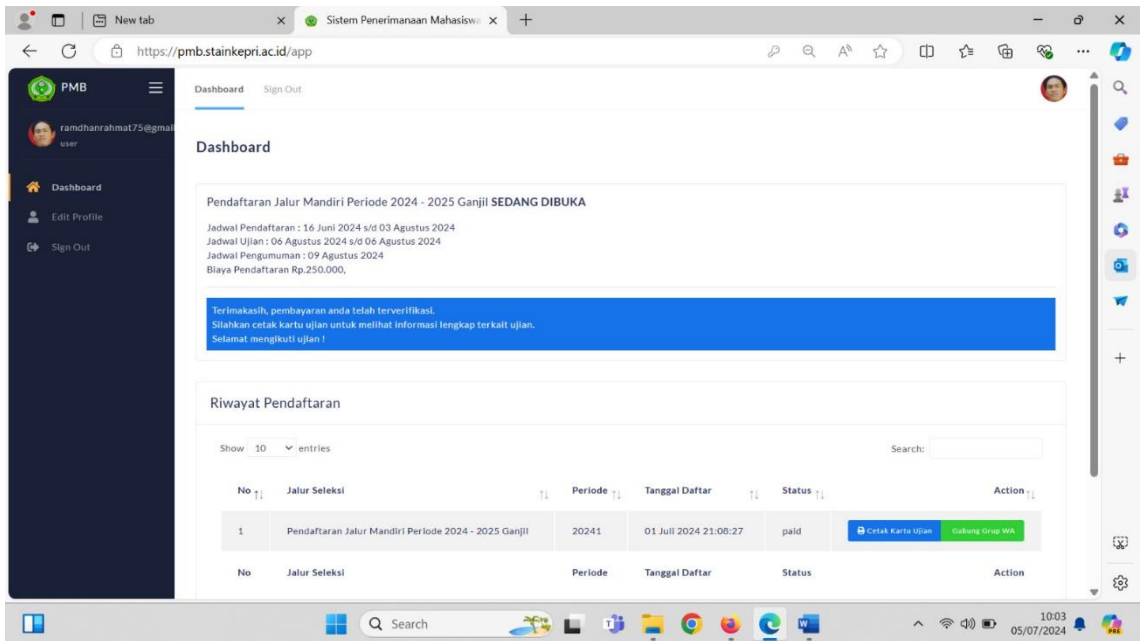 New tab
Sistem Penerimanaan Mahasiswa
https://pmb.stainkepri.ac.id/app
PMB
Dashboard Sign Out
ramdhanrahmat75@gmail
user
Dashboard
Dashboard
Edit Profile
Sign Out
Pendaftaran Jalur Mandiri Periode 2024 - 2025 Ganjil SEDANG DIBUKA
Jadwal Pendaftaran : 16 Juni 2024 s/d 03 Agustus 2024
Jadwal Ujian : 06 Agustus 2024 s/d 06 Agustus 2024
Jadwal Pengumuman : 09 Agustus 2024
Biaya Pendaftaran Rp.250.000,
Terimakasih, pembayaran anda telah terverifikasi.
Silahkan cetak kartu ujian untuk melihat informasi lengkap terkait ujian.
Selamat mengikuti ujian !
Riwayat Pendaftaran
Show 10 entries Search:
No Jalur Seleksi Periode Tanggal Daftar Status Action
1 Pendaftaran Jalur Mandiri Periode 2024 - 2025 Ganjil 20241 01 Juli 2024 21:08:27 paid Cetak Kartu Ujian Gabung Grup WA
No Jalur Seleksi Periode Tanggal Daftar Status Action
Search
10:03
05/07/2024
PRE